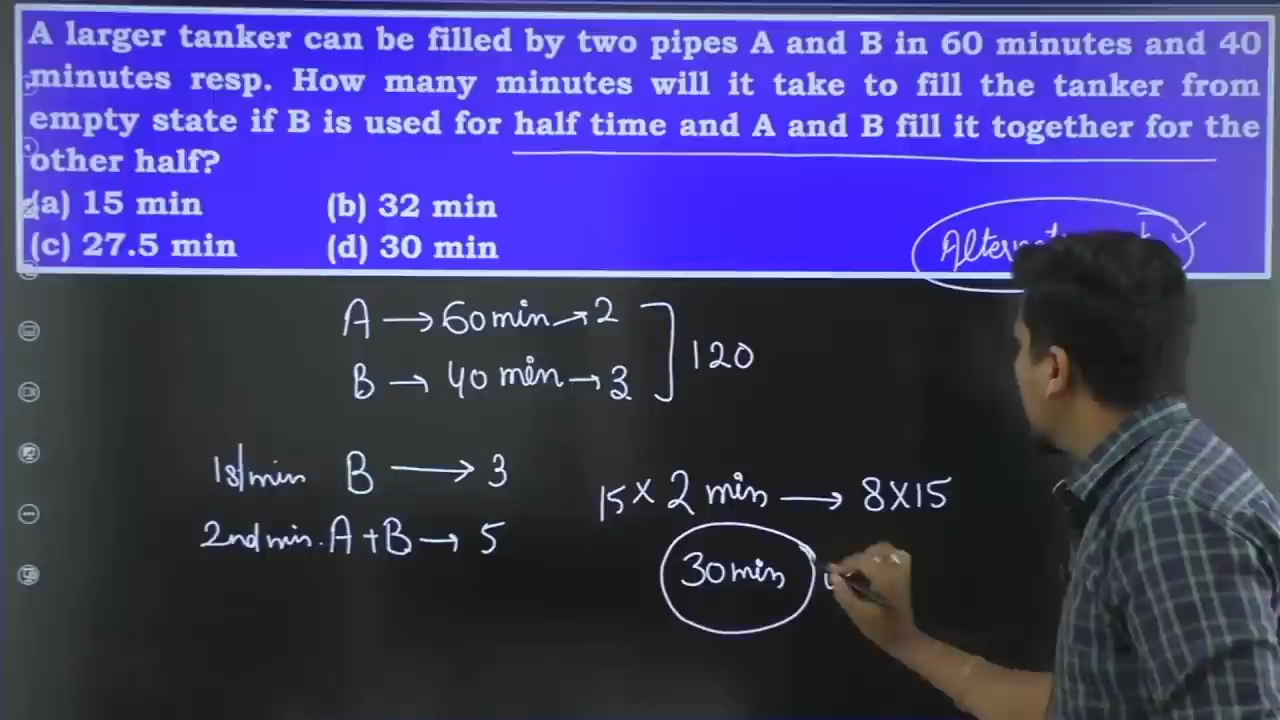 A larger tanker can be filled by two pipes A and B in 60 minutes and 40
minutes resp. How many minutes will it take to fill the tanker from
empty state if B is used for half time and A and B fill it together for the
other half?
(a) 15 min (b) 32 min
(c) 27.5 min (d) 30 min
A → 60 min → 2
B → 40 min → 3
120
1st min B → 3
2nd min. A + B → 5
15 × 2 min → 8 × 15
30 min